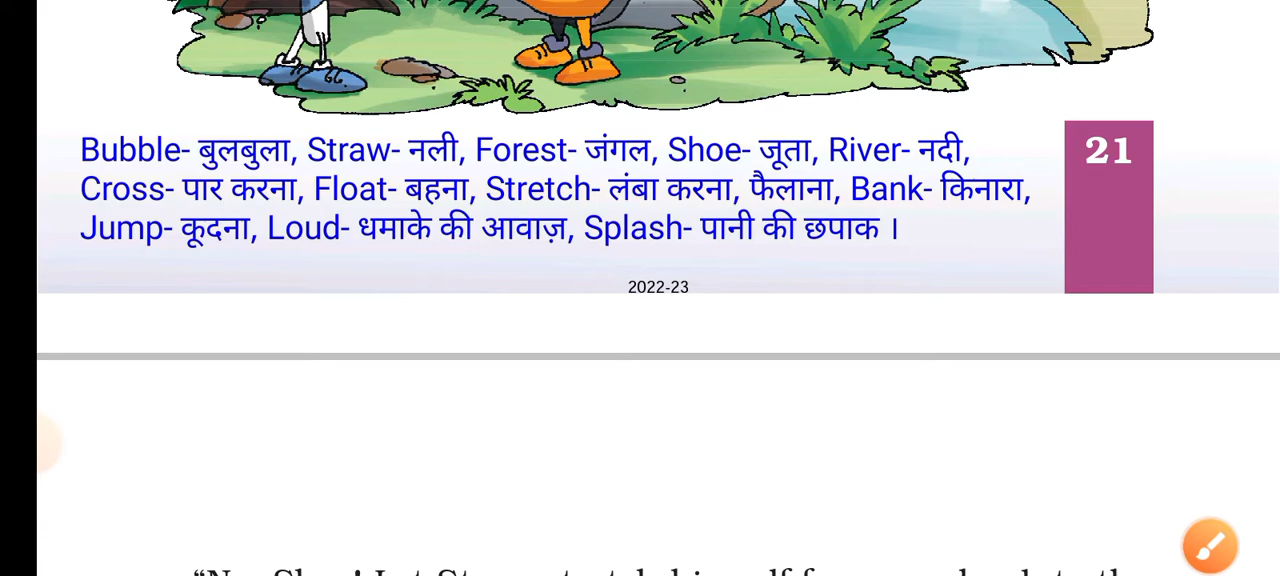 Bubble- बुलबुला, Straw- नली, Forest- जंगल, Shoe- जूता, River- नदी,
21
Cross- पार करना, Float- बहना, Stretch- लंबा करना, फैलाना, Bank- किनारा,
Jump- कूदना, Loud- धमाके की आवाज़, Splash- पानी की छपाक ।
2022-23